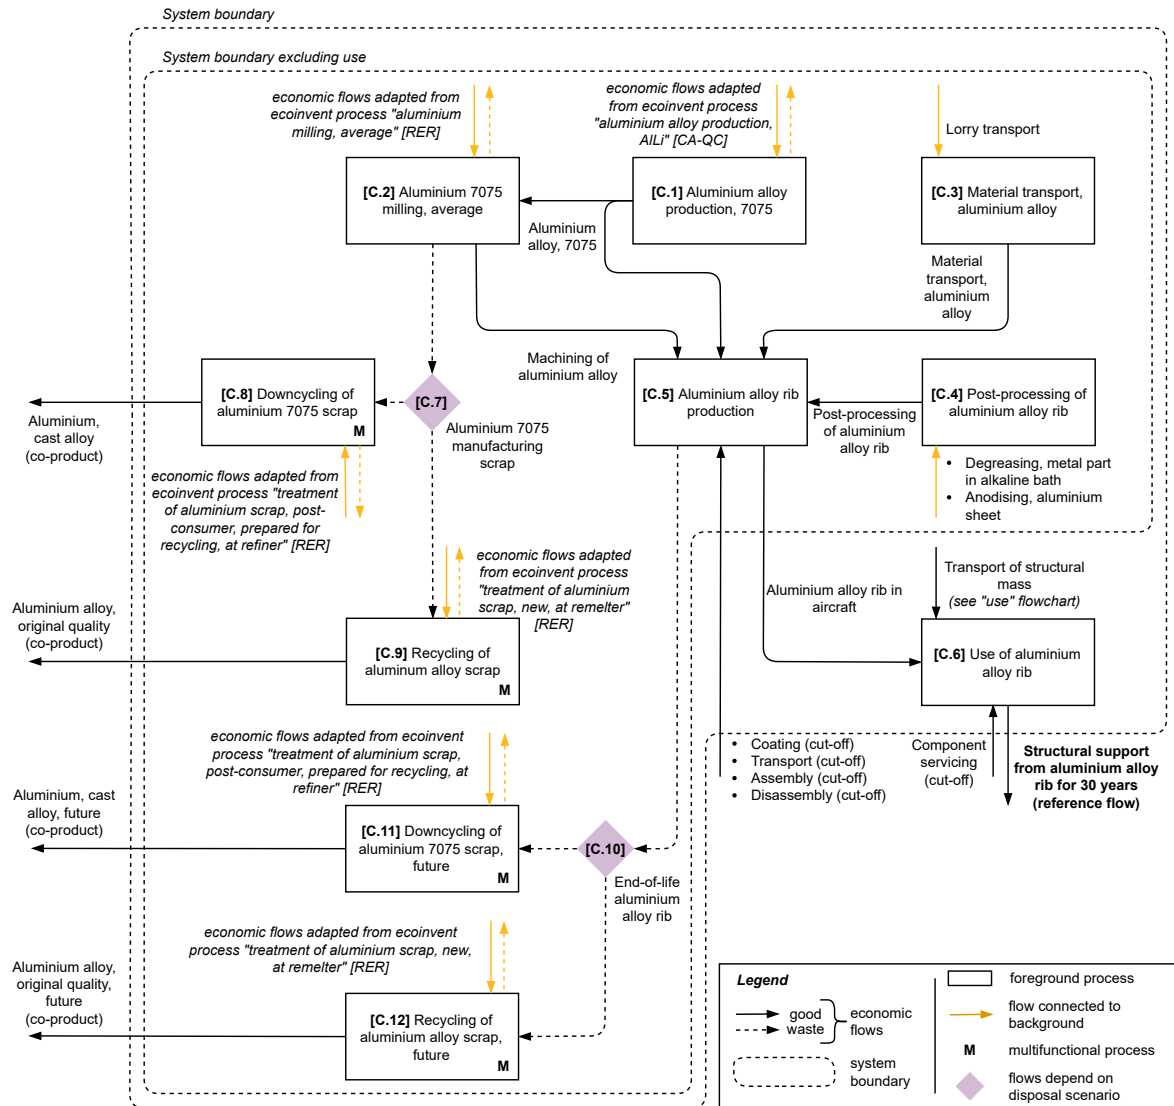 System boundary
System boundary excluding use
economic flows adapted from
ecoinvent process "aluminium
milling, average" [RER]
economic flows adapted
from ecoinvent process
"aluminium alloy production,
AlLi" [CA-QC]
Lorry transport
[C.2] Aluminium 7075
milling, average
[C.1] Aluminium alloy
production, 7075
[C.3] Material transport,
aluminium alloy
Aluminium
alloy, 7075
Material
transport,
aluminium
alloy
Machining of
aluminium alloy
[C.8] Downcycling of
aluminium 7075 scrap
M
[C.7]
[C.5] Aluminium alloy rib
production
[C.4] Post-processing of
aluminium alloy rib
Aluminium,
cast alloy
(co-product)
Aluminium 7075
manufacturing
scrap
Post-processing
of aluminium
alloy rib
• Degreasing, metal part
in alkaline bath
• Anodising, aluminium
sheet
economic flows adapted from
ecoinvent process "treatment
of aluminium scrap, post-
consumer, prepared for
recycling, at refiner" [RER]
economic flows adapted
from ecoinvent process
"treatment of aluminium
scrap, new, at remelter"
[RER]
Aluminium alloy rib in
aircraft
Transport of structural
mass
(see "use" flowchart)
Aluminium alloy,
original quality
(co-product)
[C.9] Recycling of
aluminum alloy scrap
M
[C.6] Use of aluminium
alloy rib
economic flows adapted from ecoinvent
process "treatment of aluminium scrap,
post-consumer, prepared for recycling, at
refiner" [RER]
• Coating (cut-off)
• Transport (cut-off)
• Assembly (cut-off)
• Disassembly (cut-off)
Component
servicing
(cut-off)
Structural support
from aluminium alloy
rib for 30 years
(reference flow)
Aluminium, cast
alloy, future
(co-product)
[C.11] Downcycling of
aluminium 7075 scrap,
future
M
[C.10]
End-of-life
aluminium
alloy rib
economic flows adapted from ecoinvent
process "treatment of aluminium scrap, new,
at remelter" [RER]
Aluminium alloy,
original quality,
future
(co-product)
[C.12] Recycling of
aluminium alloy scrap,
future
M
Legend
good
waste
economic
flows
system
boundary
foreground process
flow connected to
background
M multifunctional process
flows depend on
disposal scenario